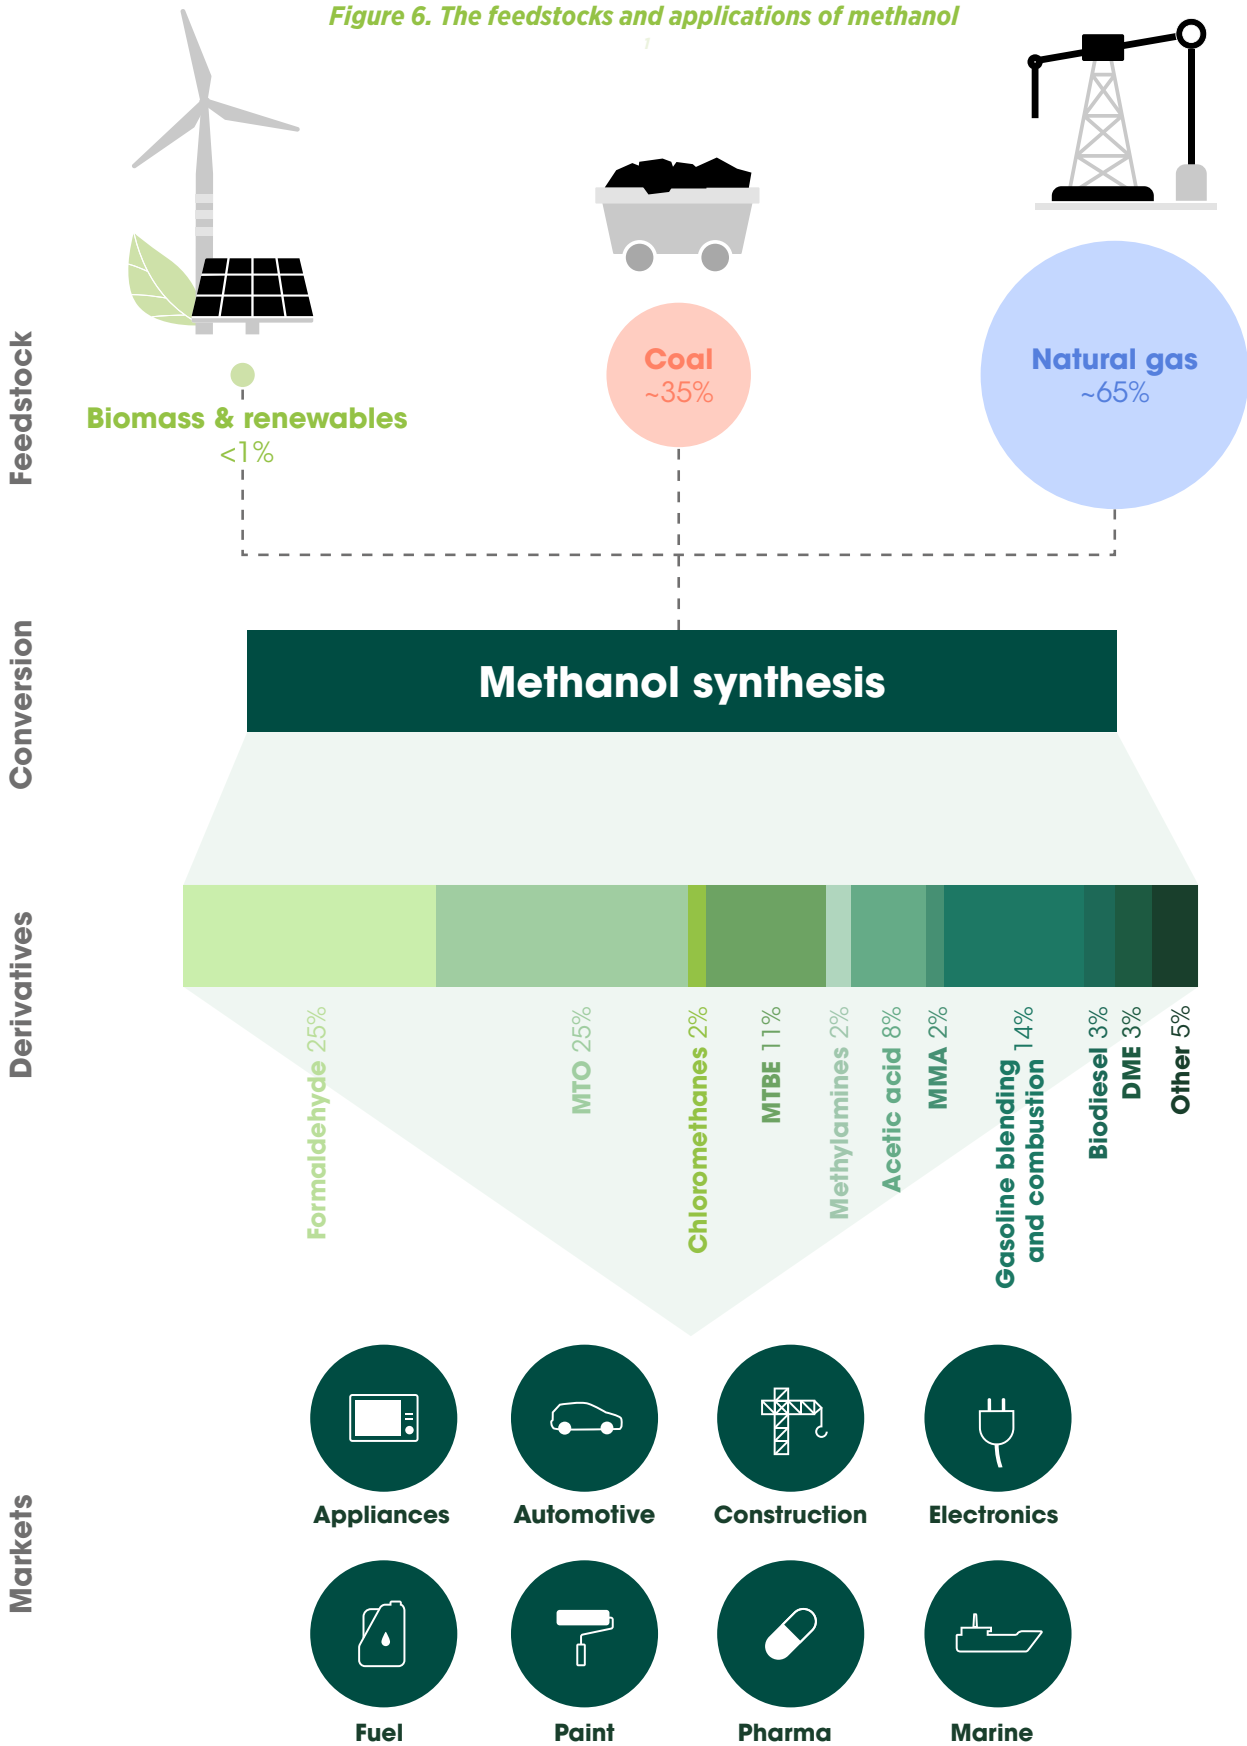 Figure 6. The feedstocks and applications of methanol
1
Feedstock
Biomass & renewables
<1%
Coal
~35%
Natural gas
~65%
Conversion
Methanol synthesis
Derivatives
Formaldehyde 25%
MTO 25%
Chloromethanes 2%
MTBE 11%
Methylamines 2%
Acetic acid 8%
MMA 2%
Gasoline blending
and combustion
14%
Biodiesel 3%
DME 3%
Other 5%
Markets
Appliances
Automotive
Construction
Electronics
Fuel
Paint
Pharma
Marine